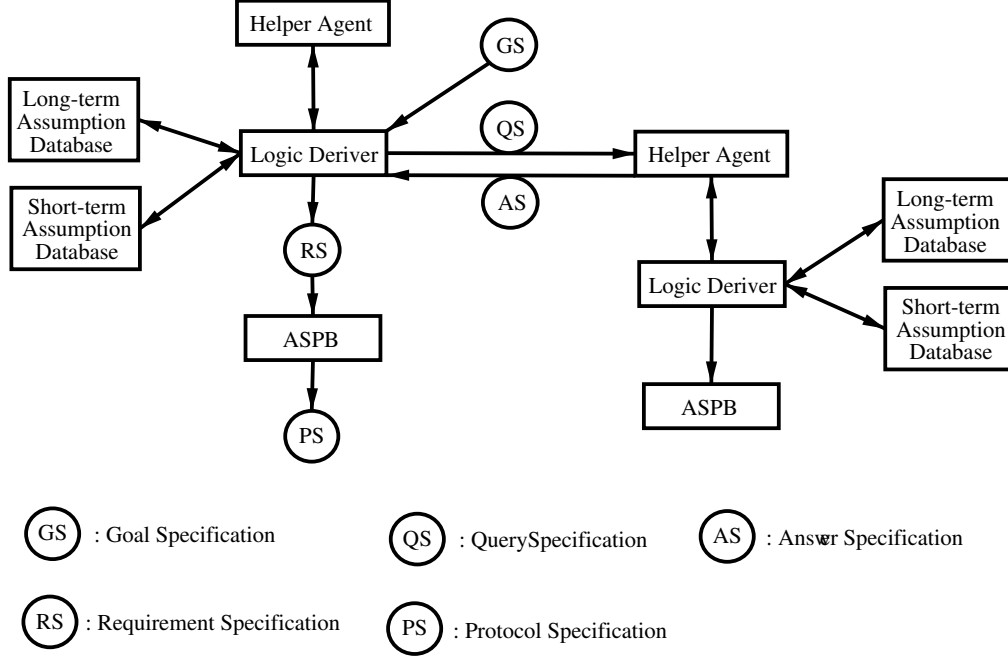 Helper Agent
GS
Long-term
Assumption
Database
QS
Logic Deriver
Helper Agent
AS
Short-term
Assumption
Database
Long-term
Assumption
Database
RS
Logic Deriver
Short-term
Assumption
Database
ASPB
ASPB
PS
GS : Goal Specification
QS : QuerySpecification
AS : Answer Specification
RS : Requirement Specification
PS : Protocol Specification